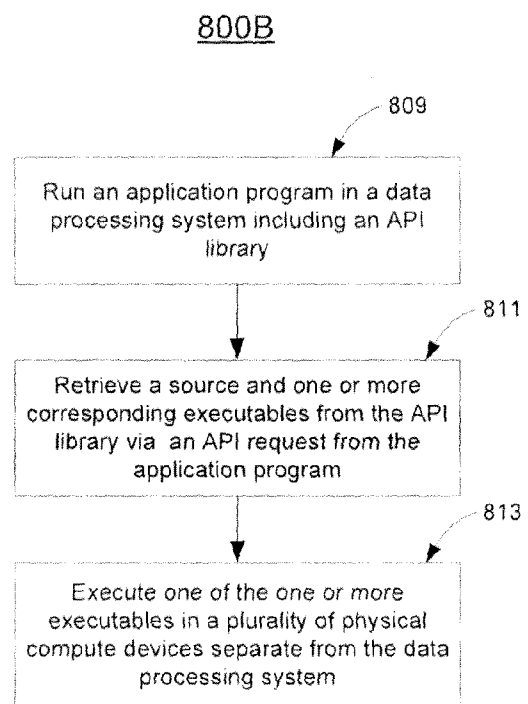 800B
809
Run an application program in a data
processing system including an API
library
811
Retrieve a source and one or more
corresponding executables from the API
library via an API request from the
application program
813
Execute one of the one or more
executables in a plurality of physical
compute devices separate from the data
processing system